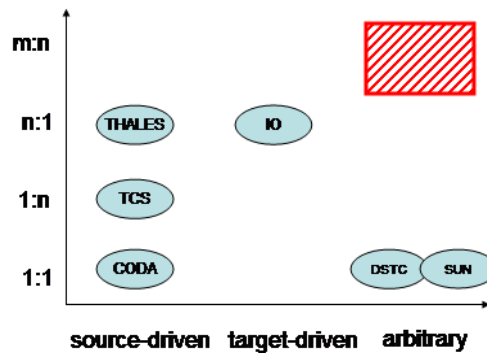 m:n
n:1
THALES
IO
1:n
TCS
1:1
CODA
DSTC
SUN
source-driven
target-driven
arbitrary